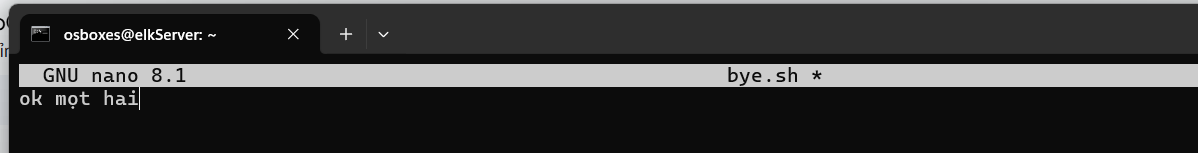 osboxes@elkServer: ~
GNU nano 8.1 bye.sh *
ok mọt hai